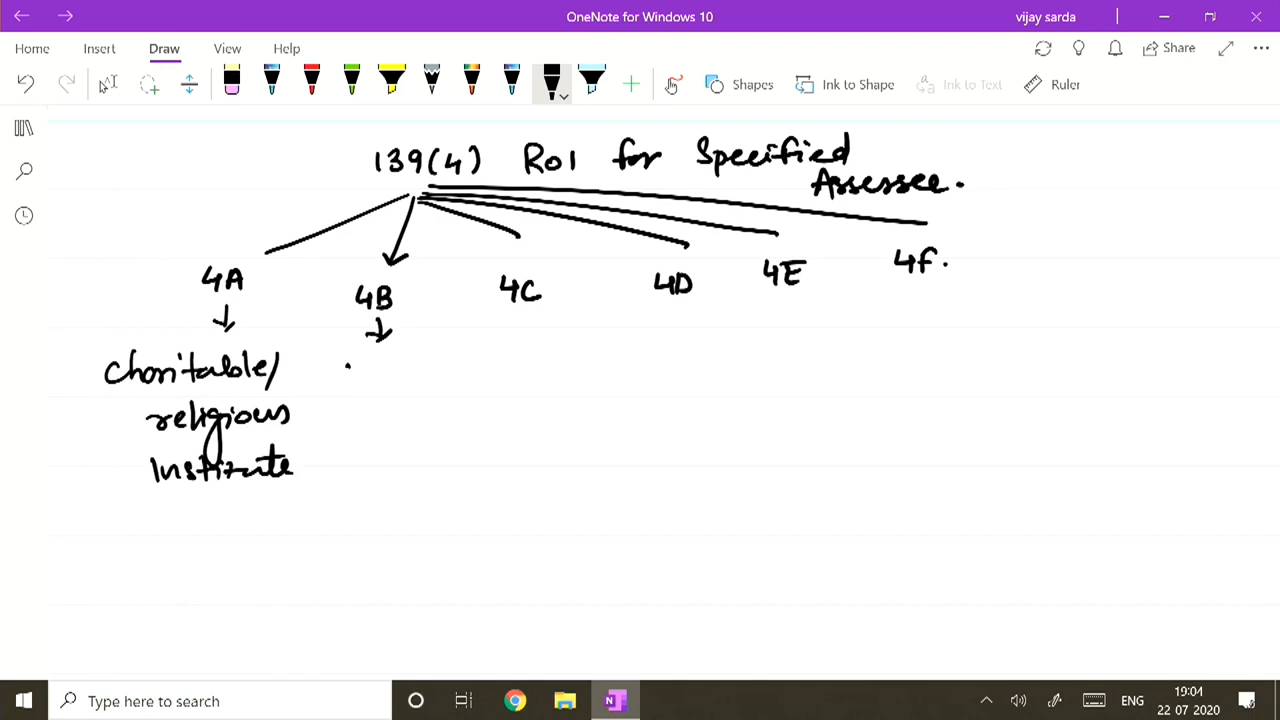 OneNote for Windows 10
vijay sarda
Home Insert Draw View Help
Share
Shapes Ink to Shape Ink to Text Ruler
139(4) RoI for Specified
Assessee.
4A 4B 4C 4D 4E 4F.
Charitable/
religious
Institute
Type here to search
ENG
19:04
22 07 2020